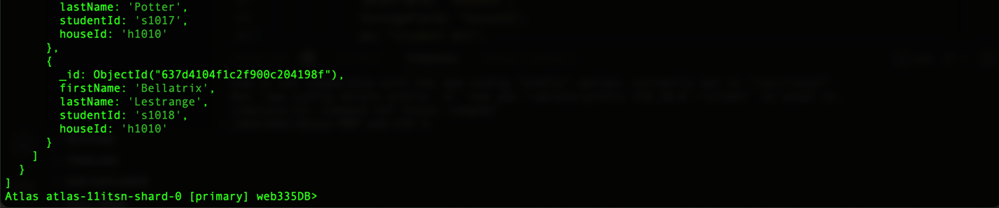 lastName: 'Potter',
studentId: 's1017',
houseId: 'h1010'
},
{
_id: ObjectId("637d4104f1c2f900c204198f"),
firstName: 'Bellatrix',
lastName: 'Lestrange',
studentId: 's1018',
houseId: 'h1010'
}
]
}
]
Atlas atlas-11itsn-shard-0 [primary] web335DB>